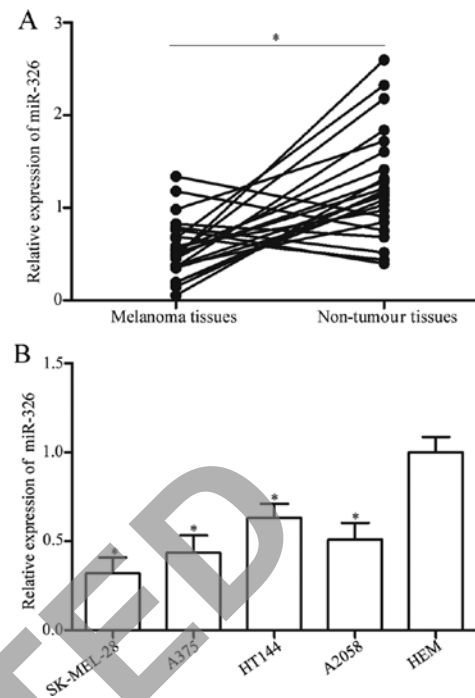 A
*
Relative expression of miR-326
3
2
1
0
Melanoma tissues Non-tumour tissues
B
Relative expression of miR-326
1.5
1.0
0.5
0.0
* * * *
SK-MEL-28 A375 HT144 A2058 HEM
TED